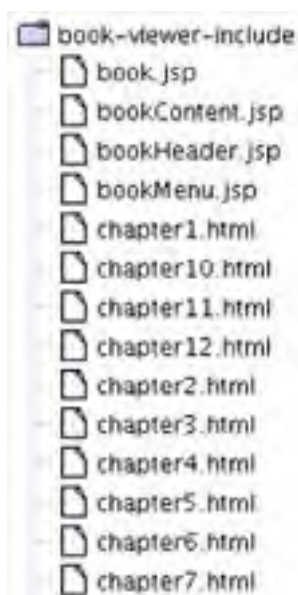 book-viewer-include
book.jsp
bookContent.jsp
bookHeader.jsp
bookMenu.jsp
chapter1.html
chapter10.html
chapter11.html
chapter12.html
chapter2.html
chapter3.html
chapter4.html
chapter5.html
chapter6.html
chapter7.html